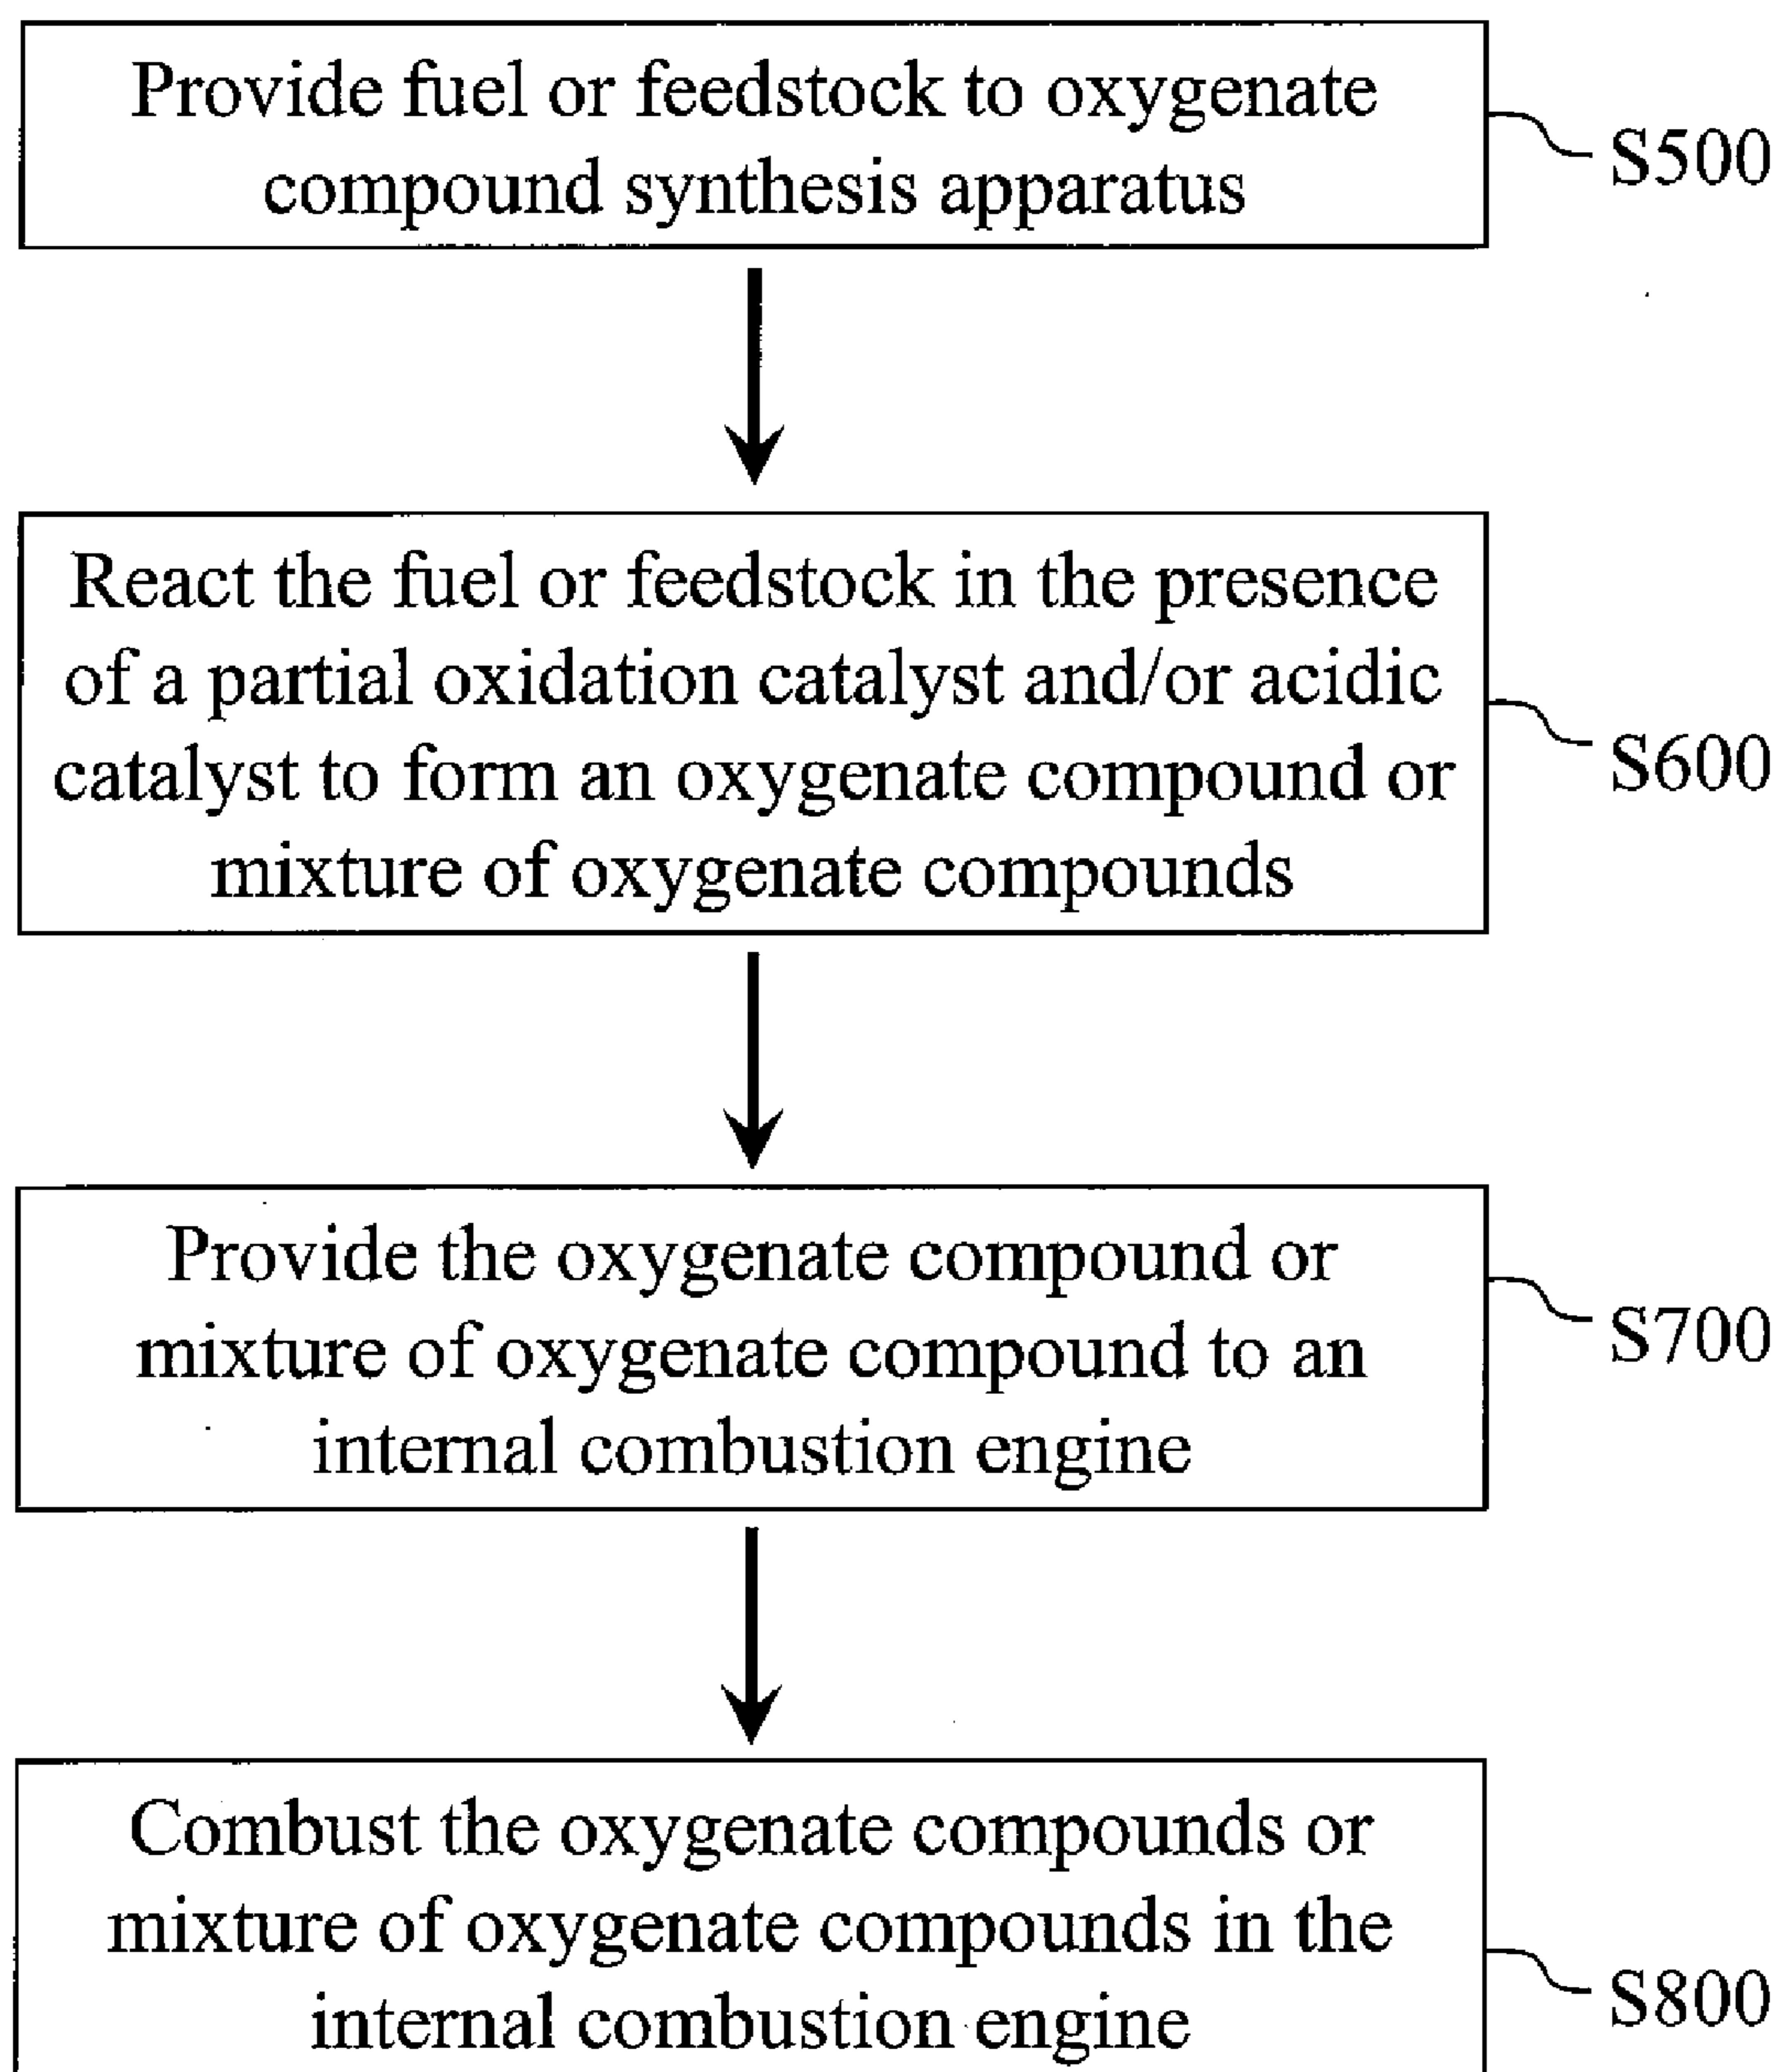 Provide fuel or feedstock to oxygenate
compound synthesis apparatus
S500
React the fuel or feedstock in the presence
of a partial oxidation catalyst and/or acidic
catalyst to form an oxygenate compound or
mixture of oxygenate compounds
S600
Provide the oxygenate compound or
mixture of oxygenate compound to an
internal combustion engine
S700
Combust the oxygenate compounds or
mixture of oxygenate compounds in the
internal combustion engine
S800